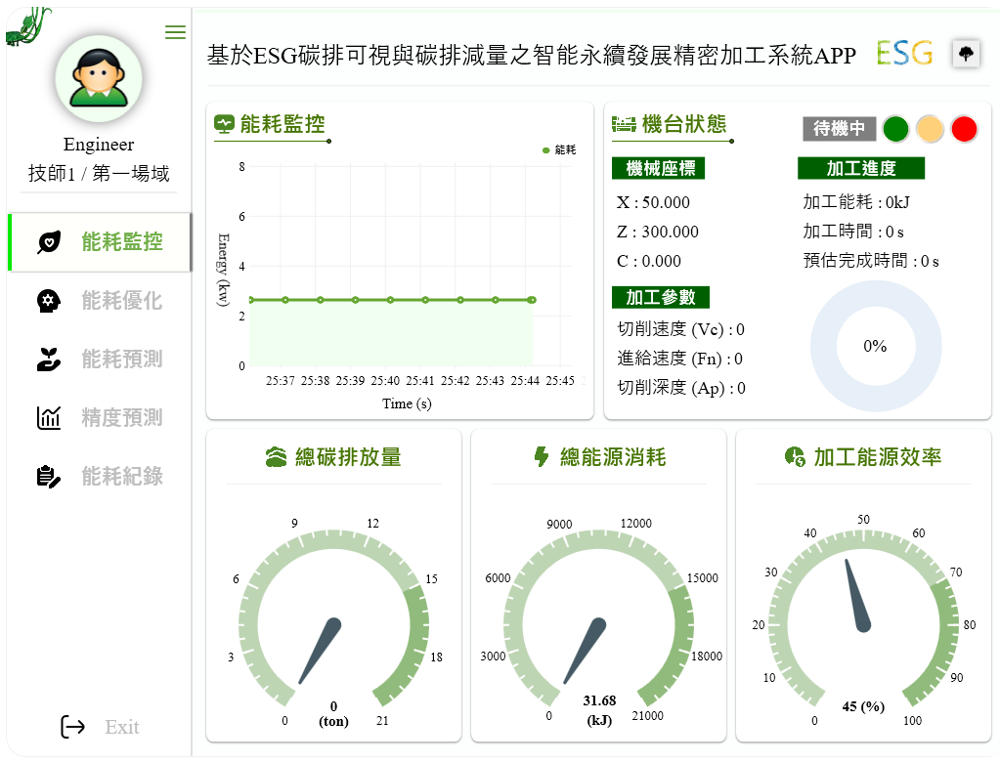 基於ESG碳排可視與碳排減量之智能永續發展精密加工系統APP
ESG
Engineer
技師1 / 第一場域
能耗監控
能耗優化
能耗預測
精度預測
能耗紀錄
Exit
能耗監控
能耗
8
6
4
2
0
Energy (kw)
25:37 25:38 25:39 25:40 25:41 25:42 25:43 25:44 25:45
Time (s)
機台狀態
待機中
機械座標
X : 50.000
Z : 300.000
C : 0.000
加工參數
切削速度 (Vc) : 0
進給速度 (Fn) : 0
切削深度 (Ap) : 0
加工進度
加工能耗 : 0kJ
加工時間 : 0 s
預估完成時間 : 0 s
0%
總碳排放量
0
3
6
9
12
15
18
21
0
(ton)
總能源消耗
0
3000
6000
9000
12000
15000
18000
21000
31.68
(kJ)
加工能源效率
0
10
20
30
40
50
60
70
80
90
100
45 (%)